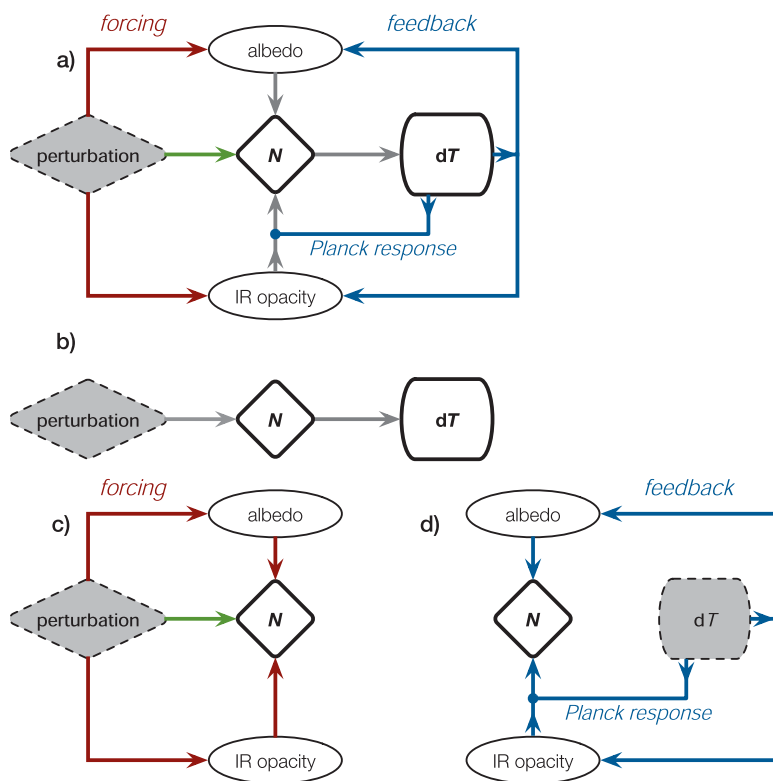 forcing
feedback
a)
albedo
perturbation
N
dT
Planck response
IR opacity
b)
perturbation
N
dT
forcing
feedback
c)
albedo
d)
albedo
perturbation
N
N
dT
Planck response
IR opacity
IR opacity